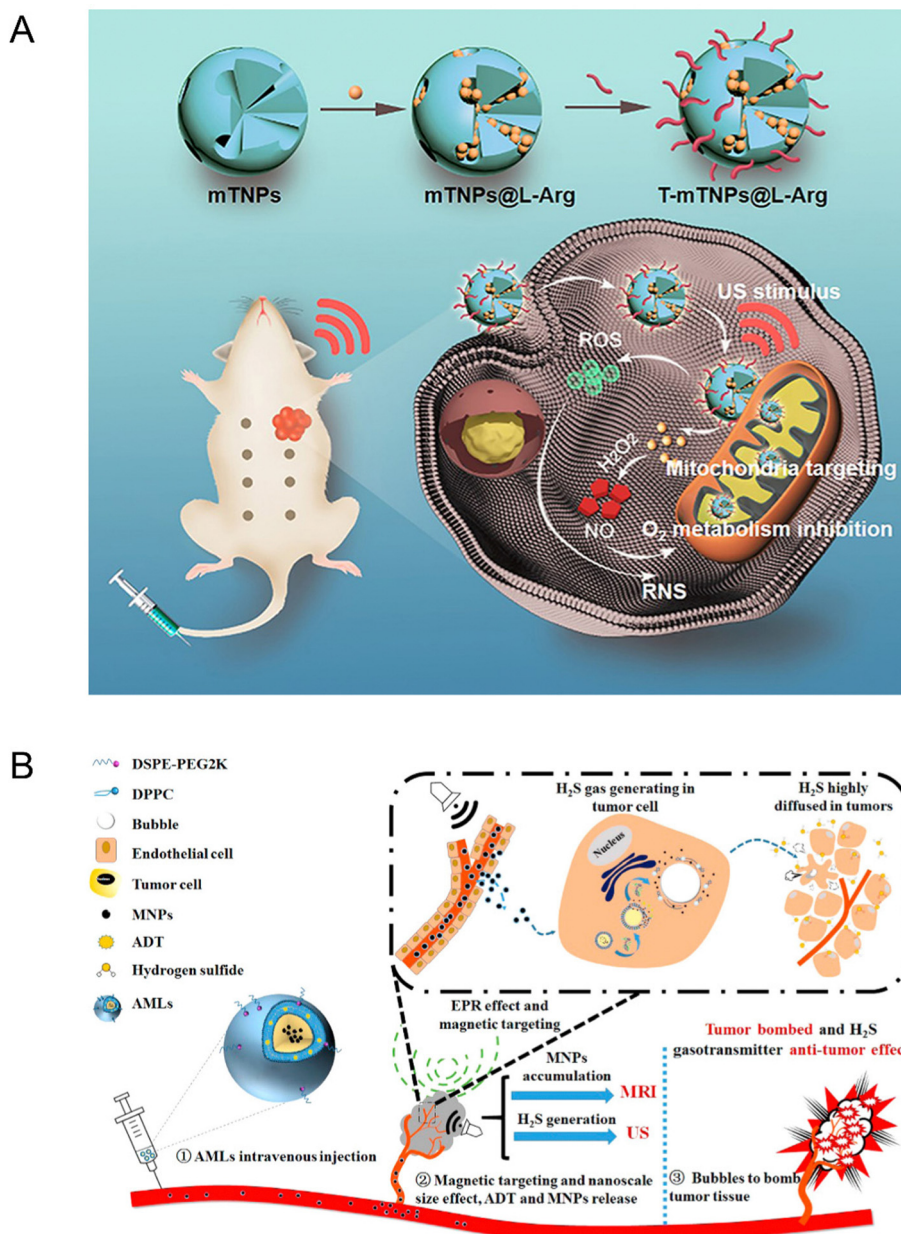 A
mTNPs
mTNPs@L-Arg
T-mTNPs@L-Arg
US stimulus
ROS
H2O2
Mitochondria targeting
NO
O2 metabolism inhibition
RNS
B
DSPE-PEG2K
DPPC
Bubble
Endothelial cell
Tumor cell
MNPs
ADT
Hydrogen sulfide
AMLs
H2S gas generating in
tumor cell
H2S highly
diffused in tumors
Nucleus
EPR effect and
magnetic targeting
MNPs
accumulation
MRI
H2S generation
US
Tumor bombed and H2S
gasotransmitter anti-tumor effec
① AMLs intravenous injection
② Magnetic targeting and nanoscale
size effect, ADT and MNPs release
③ Bubbles to bomb
tumor tissue